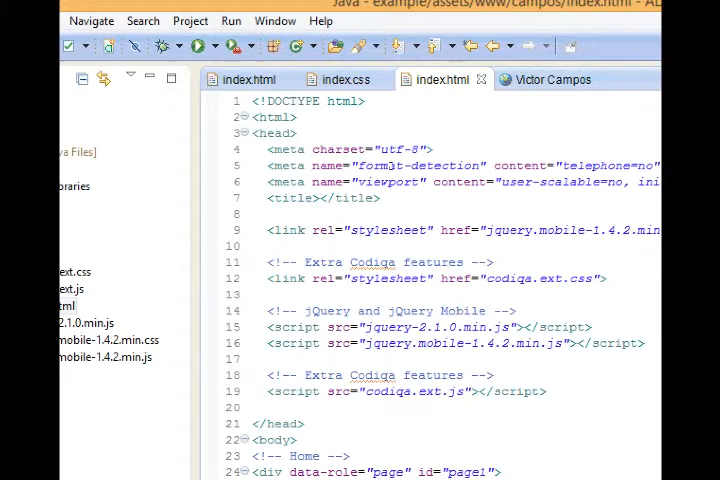 Java - example/assets/www/campos/index.html - AD
Navigate Search Project Run Window Help
index.html index.css index.html Victor Campos
va Files]
braries
ext.css
ext.js
tml
2.1.0.min.js
mobile-1.4.2.min.css
mobile-1.4.2.min.js
1 <!DOCTYPE html>
2 <html>
3 <head>
4 <meta charset="utf-8">
5 <meta name="format-detection" content="telephone=no"
6 <meta name="viewport" content="user-scalable=no, ini
7 <title></title>
8
9 <link rel="stylesheet" href="jquery.mobile-1.4.2.min
10
11 <!-- Extra Codiqa features -->
12 <link rel="stylesheet" href="codiqa.ext.css">
13
14 <!-- jQuery and jQuery Mobile -->
15 <script src="jquery-2.1.0.min.js"></script>
16 <script src="jquery.mobile-1.4.2.min.js"></script>
17
18 <!-- Extra Codiqa features -->
19 <script src="codiqa.ext.js"></script>
20
21 </head>
22 <body>
23 <!-- Home -->
24 <div data-role="page" id="page1">